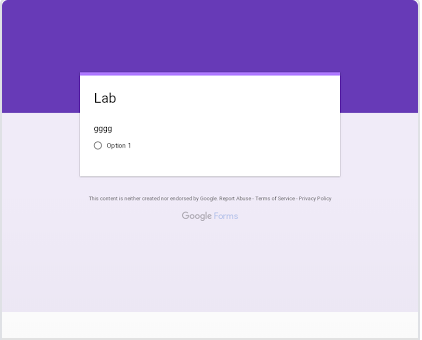 Lab
gggg
Option 1
This content is neither created nor endorsed by Google. Report Abuse - Terms of Service - Privacy Policy
Google Forms